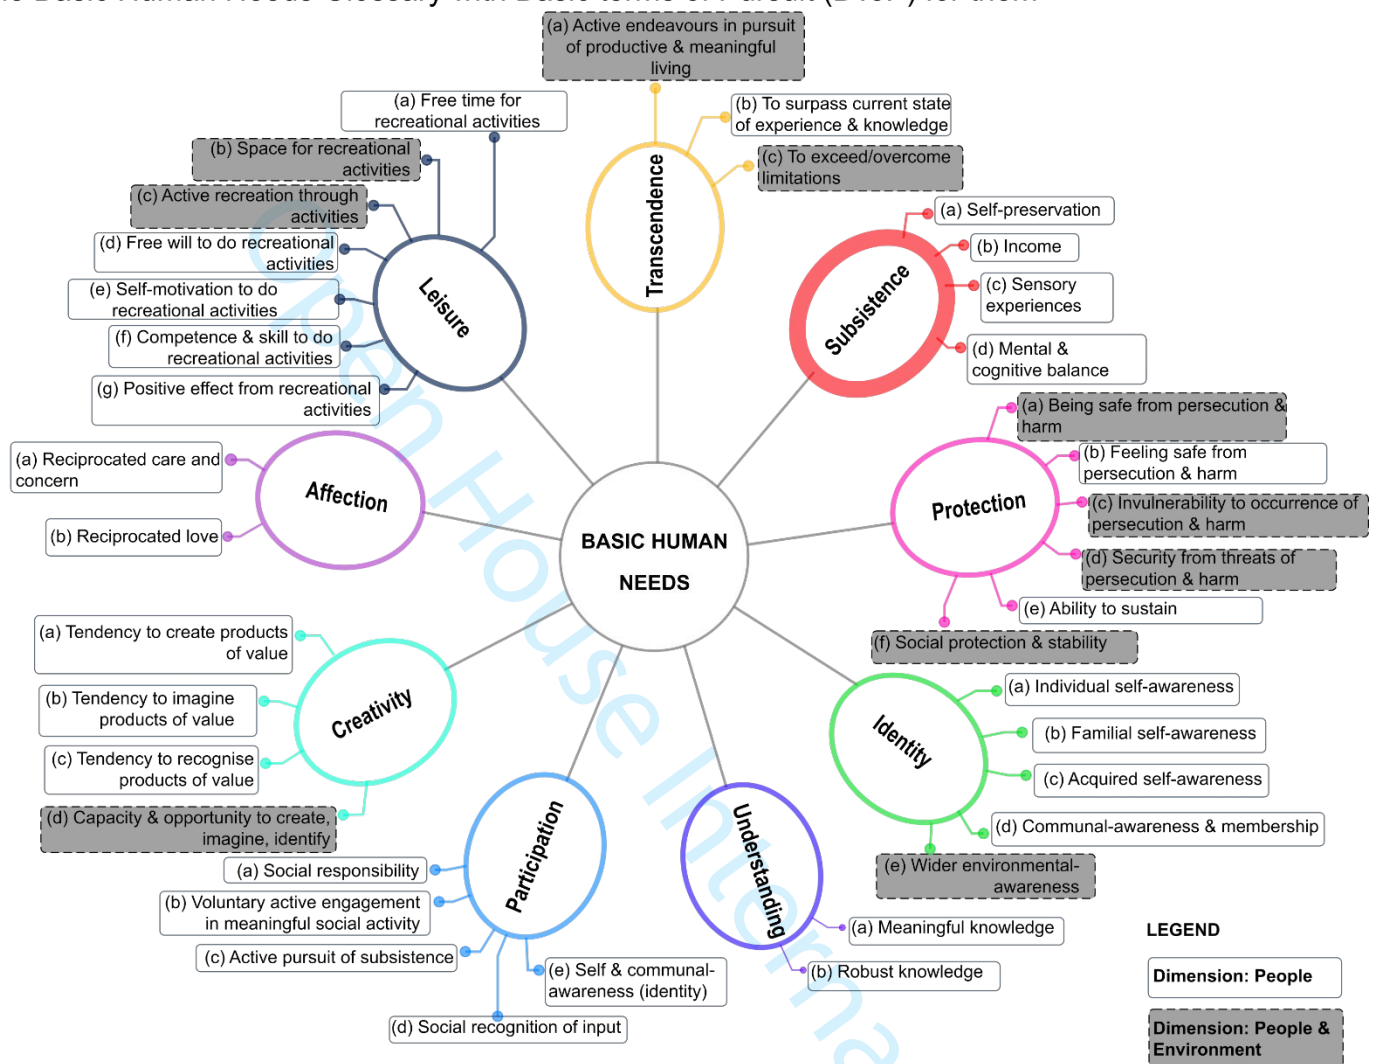 (a) Active endeavours in pursuit
of productive & meaningful
living
(b) To surpass current state
of experience & knowledge
(c) To exceed/overcome
limitations
Transcendence
(a) Free time for
recreational activities
(b) Space for recreational
activities
(c) Active recreation through
activities
(d) Free will to do recreational
activities
(e) Self-motivation to do
recreational activities
(f) Competence & skill to do
recreational activities
(g) Positive effect from recreational
activities
Leisure
(a) Self-preservation
(b) Income
(c) Sensory
experiences
(d) Mental &
cognitive balance
Subsistence
(a) Being safe from persecution &
harm
(b) Feeling safe from
persecution & harm
(c) Invulnerability to occurrence of
persecution & harm
(d) Security from threats of
persecution & harm
(e) Ability to sustain
(f) Social protection & stability
Protection
(a) Reciprocated care and
concern
(b) Reciprocated love
Affection
BASIC HUMAN
NEEDS
(a) Tendency to create products
of value
(b) Tendency to imagine
products of value
(c) Tendency to recognise
products of value
(d) Capacity & opportunity to create,
imagine, identify
Creativity
(a) Individual self-awareness
(b) Familial self-awareness
(c) Acquired self-awareness
(d) Communal-awareness & membership
(e) Wider environmental-
awareness
Identity
(a) Social responsibility
(b) Voluntary active engagement
in meaningful social activity
(c) Active pursuit of subsistence
(d) Social recognition of input
(e) Self & communal-
awareness (identity)
Participation
Understanding
(a) Meaningful knowledge
(b) Robust knowledge
LEGEND
Dimension: People
Dimension: People &
Environment
Open House Interna